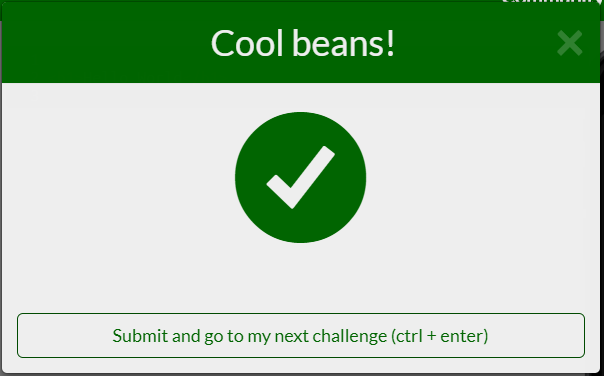 Cool beans!
Submit and go to my next challenge (ctrl + enter)